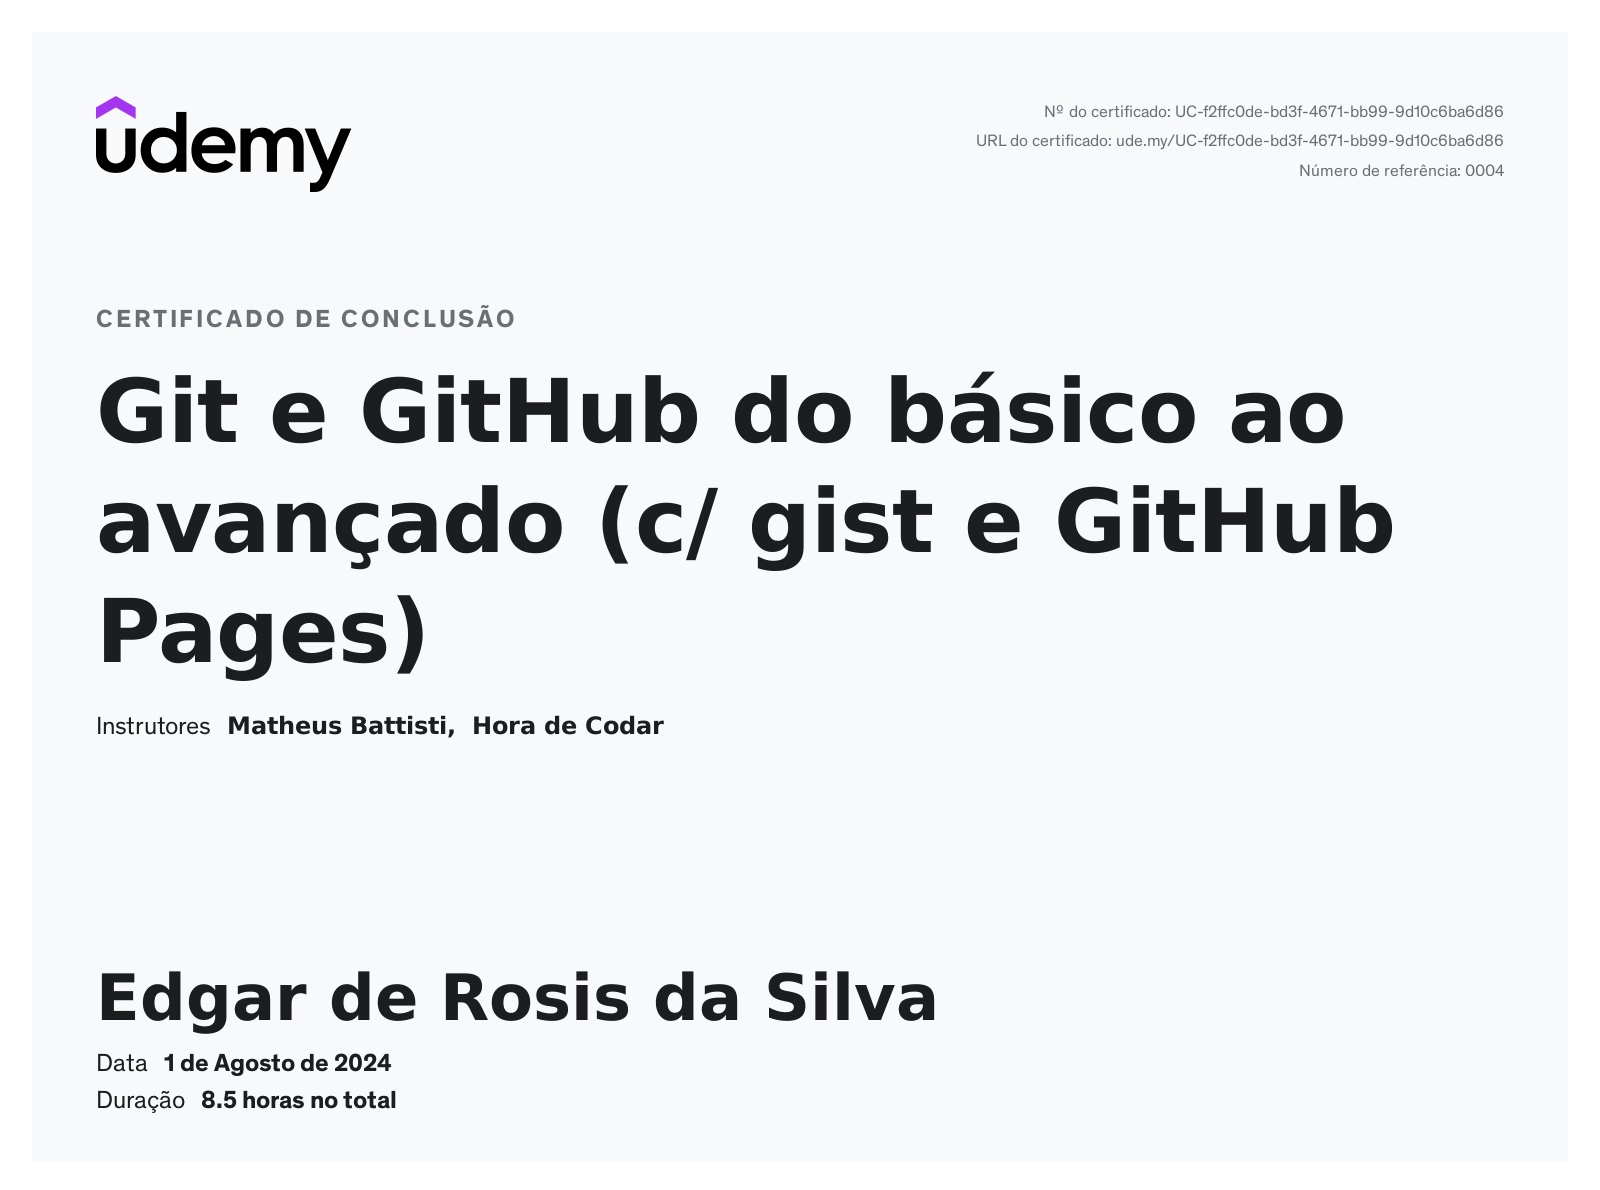 udemy
Nº do certificado: UC-f2ffc0de-bd3f-4671-bb99-9d10c6ba6d86
URL do certificado: ude.my/UC-f2ffc0de-bd3f-4671-bb99-9d10c6ba6d86
Número de referência: 0004
CERTIFICADO DE CONCLUSÃO
Git e GitHub do básico ao
avançado (c/ gist e GitHub
Pages)
Instrutores Matheus Battisti, Hora de Codar
Edgar de Rosis da Silva
Data 1 de Agosto de 2024
Duração 8.5 horas no total